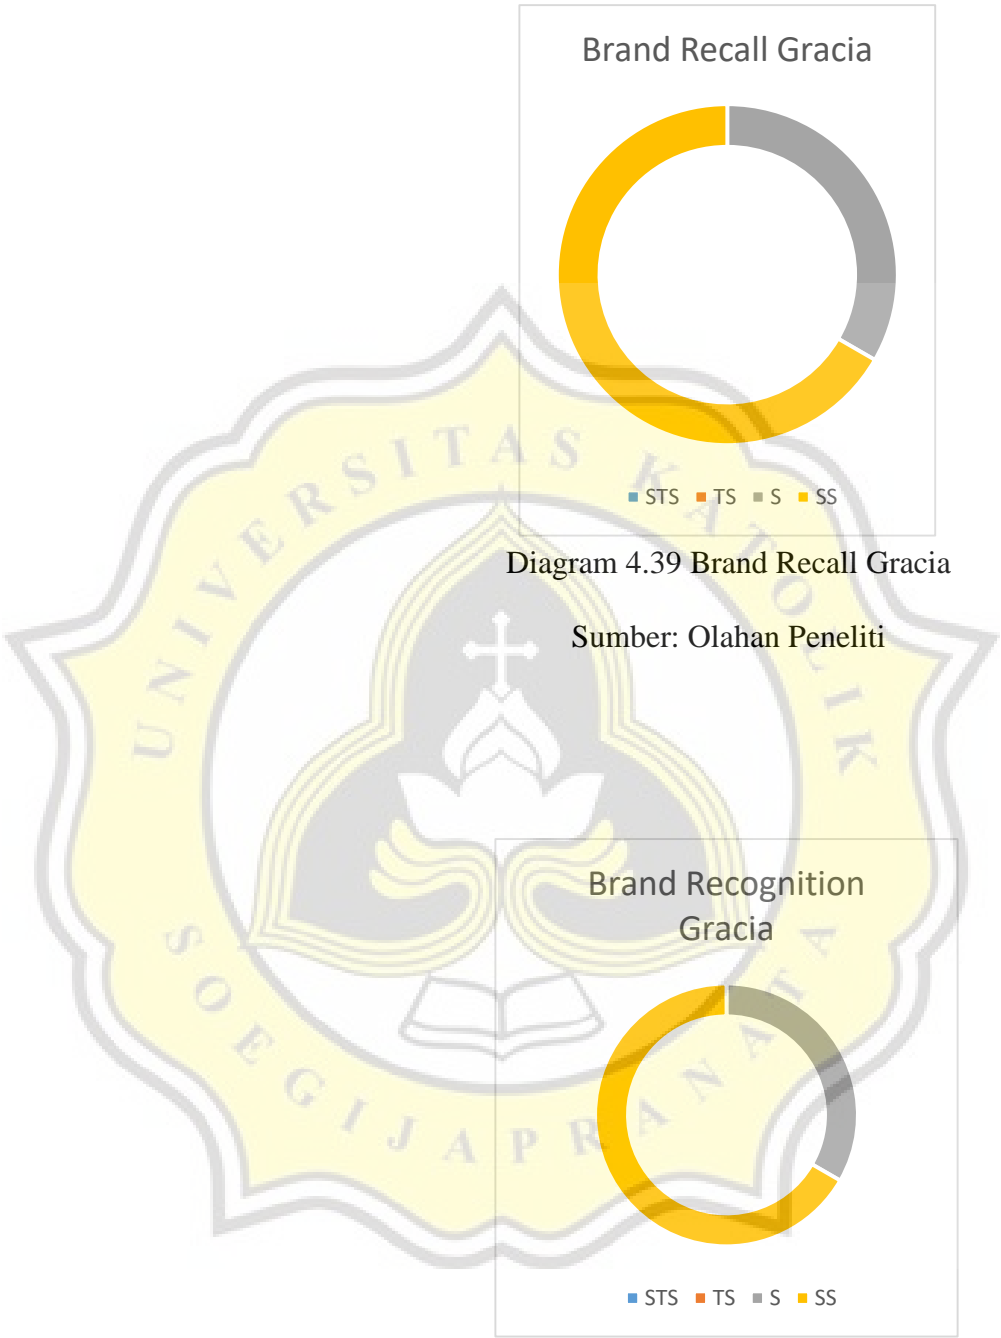 Brand Recall Gracia
STS TS S SS
Diagram 4.39 Brand Recall Gracia
Sumber: Olahan Peneliti
UNIVERSITAS KATOLIK
SOEGIJAPRANATA
Brand Recognition
Gracia
STS TS S SS